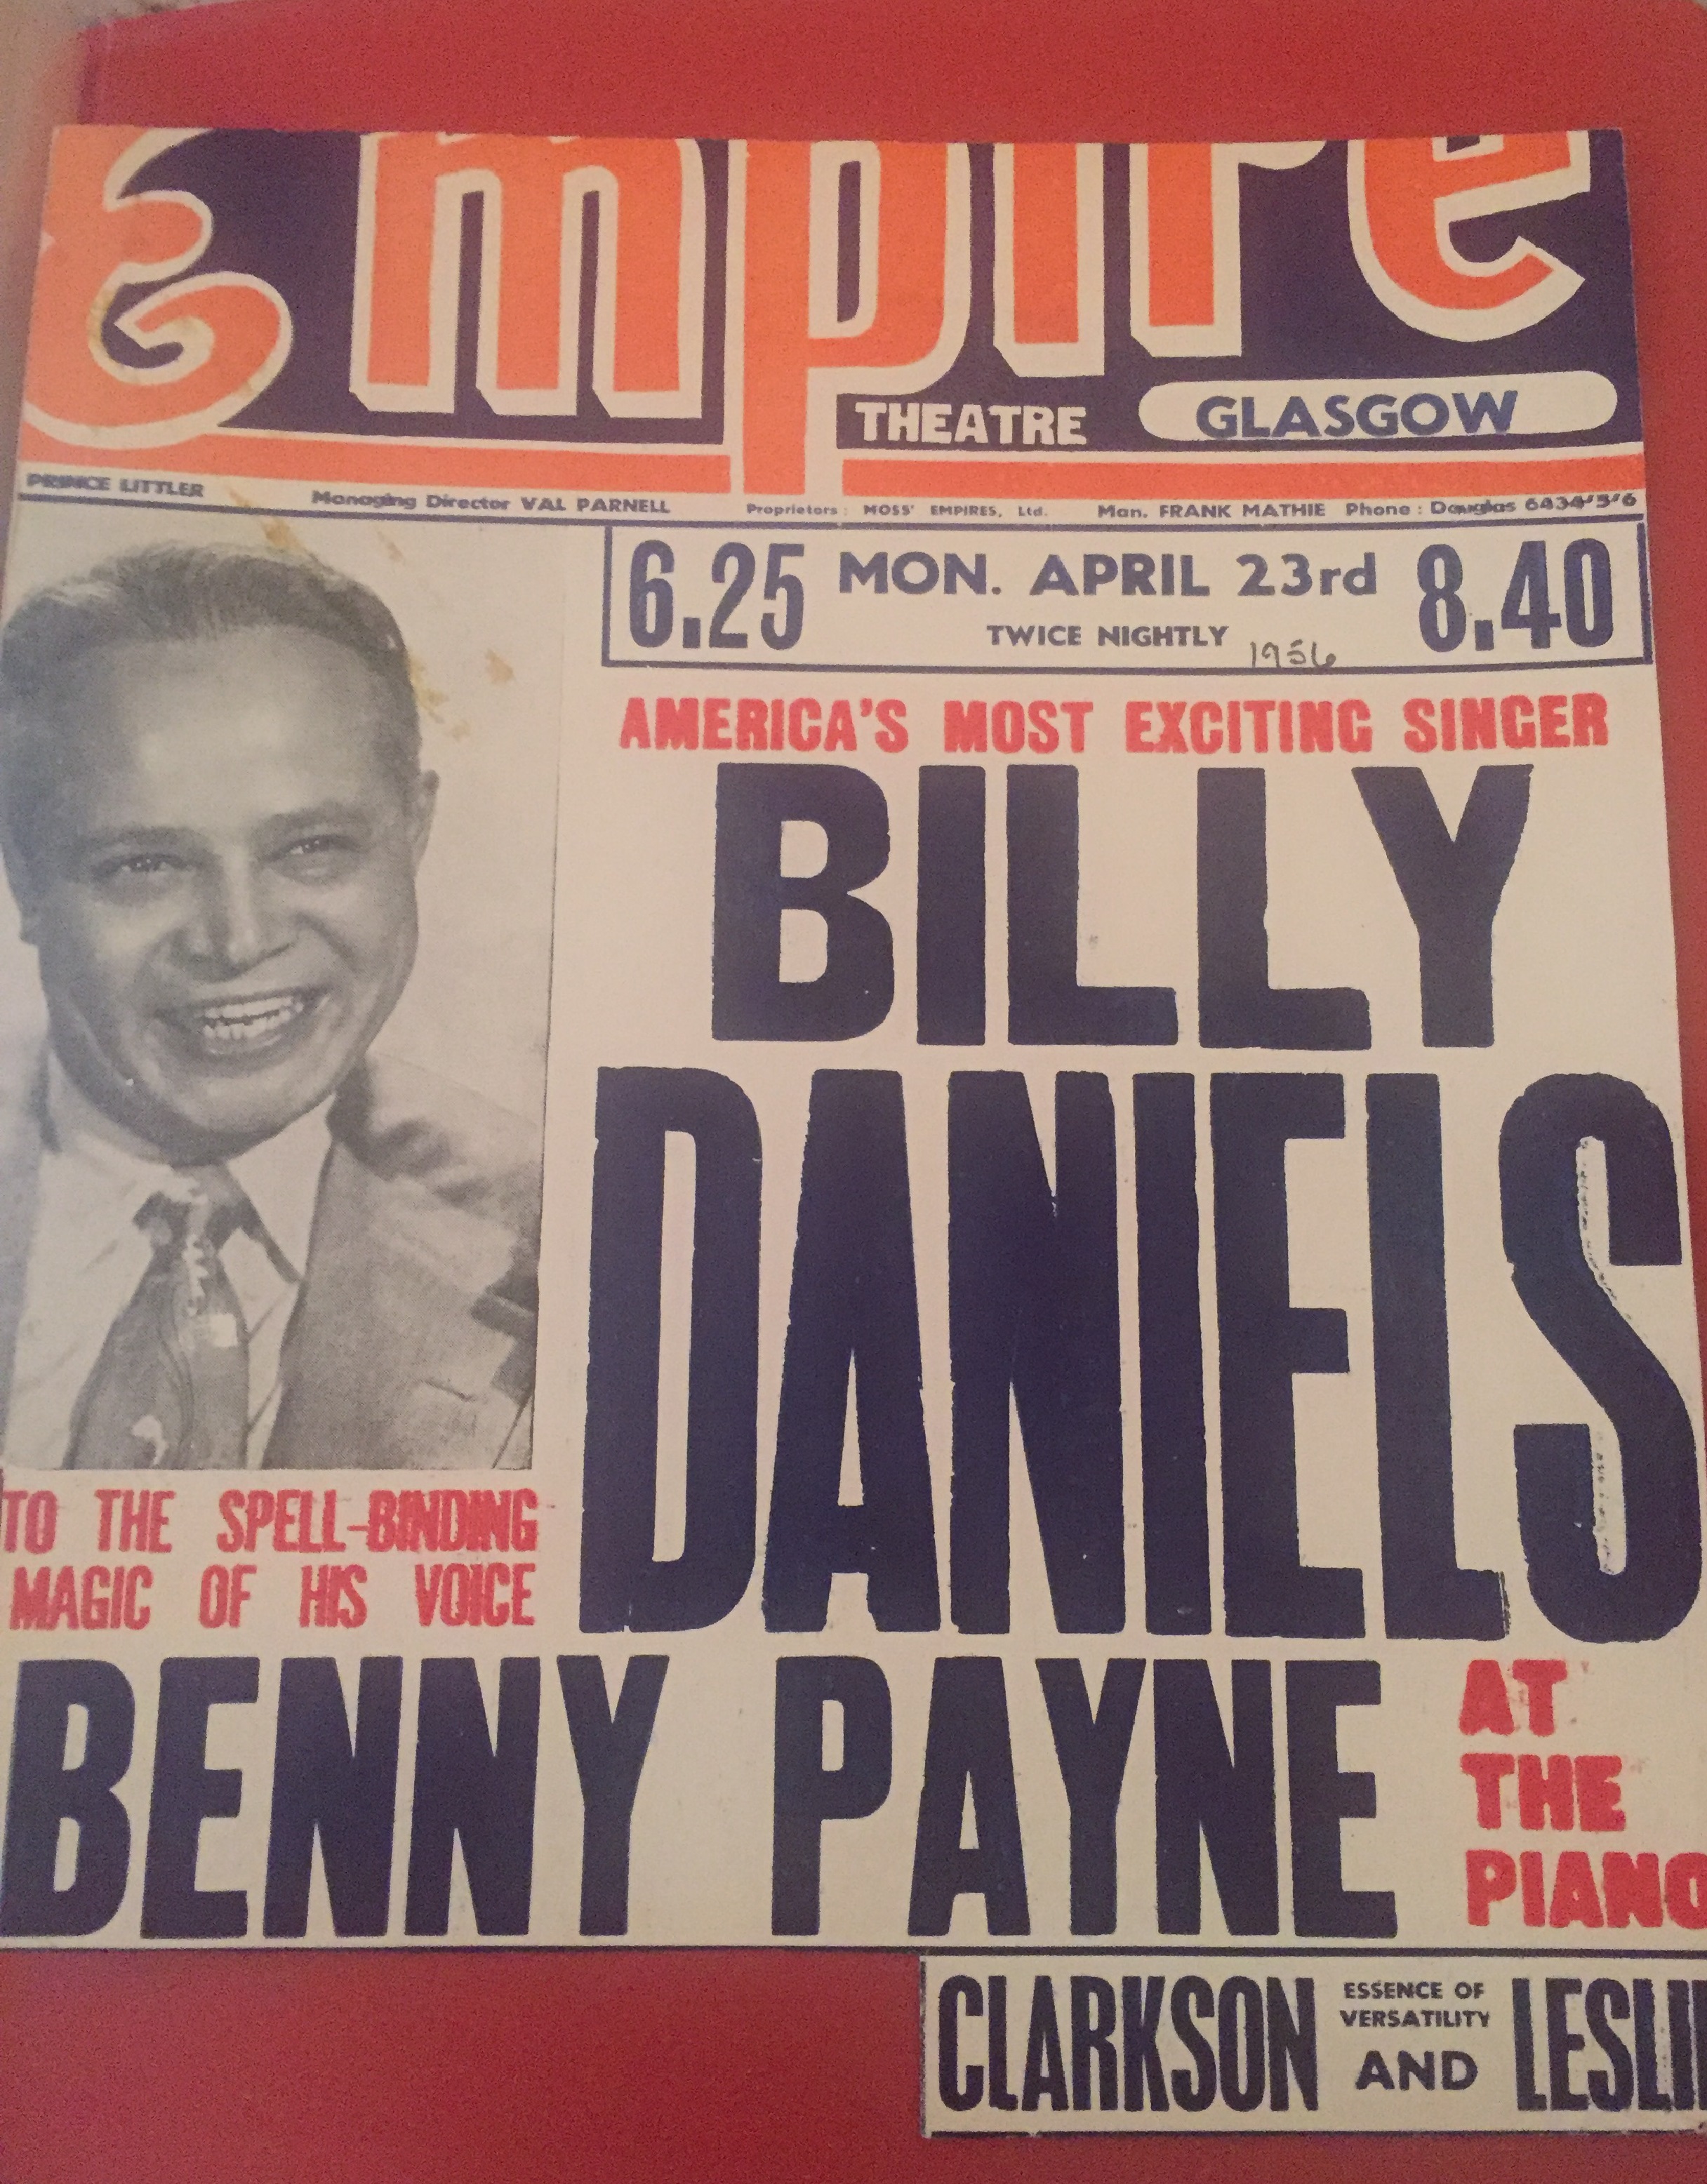 Empire
THEATRE GLASGOW
PRINCE LITTLER Managing Director VAL PARNELL Proprietors: MOSS' EMPIRES, Ltd. Man. FRANK MATHIE Phone: Douglas 6434'5'6
6.25 MON. APRIL 23rd 8.40
TWICE NIGHTLY 1956
AMERICA'S MOST EXCITING SINGER
BILLY
DANIELS
TO THE SPELL-BINDING
MAGIC OF HIS VOICE
BENNY PAYNE
AT
THE
PIANO
CLARKSON ESSENCE OF VERSATILITY AND LESLI